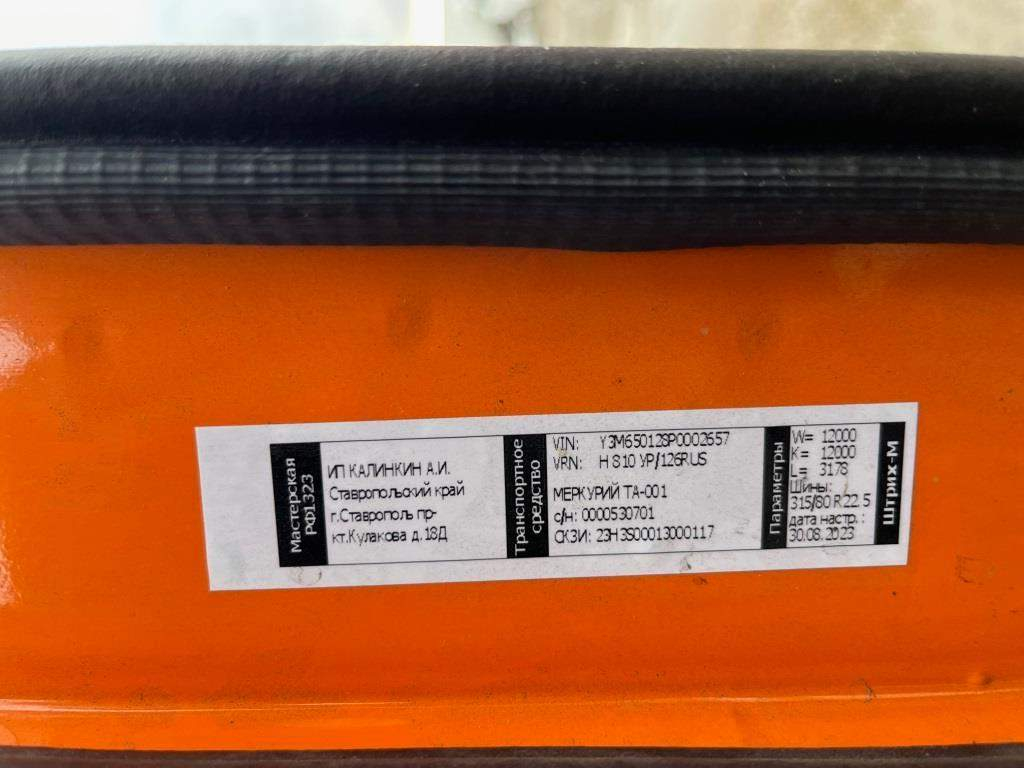 Мастерская
РФ1323
ИП КАЛИНКИН А.И.
Ставропольский край
г.Ставрополь пр-
кт.Кулакова д.18Д
Транспортное
средство
VIN: Y3M650128P0002657
VRN: Н 810 УР/126RUS
МЕРКУРИЙ ТА-001
с/н: 0000530701
СКЗИ: 23H3S00013000117
Параметры
W= 12000
K= 12000
L= 3178
Шины:
315/80 R22.5
дата настр.:
30.08.2023
Штрих-М